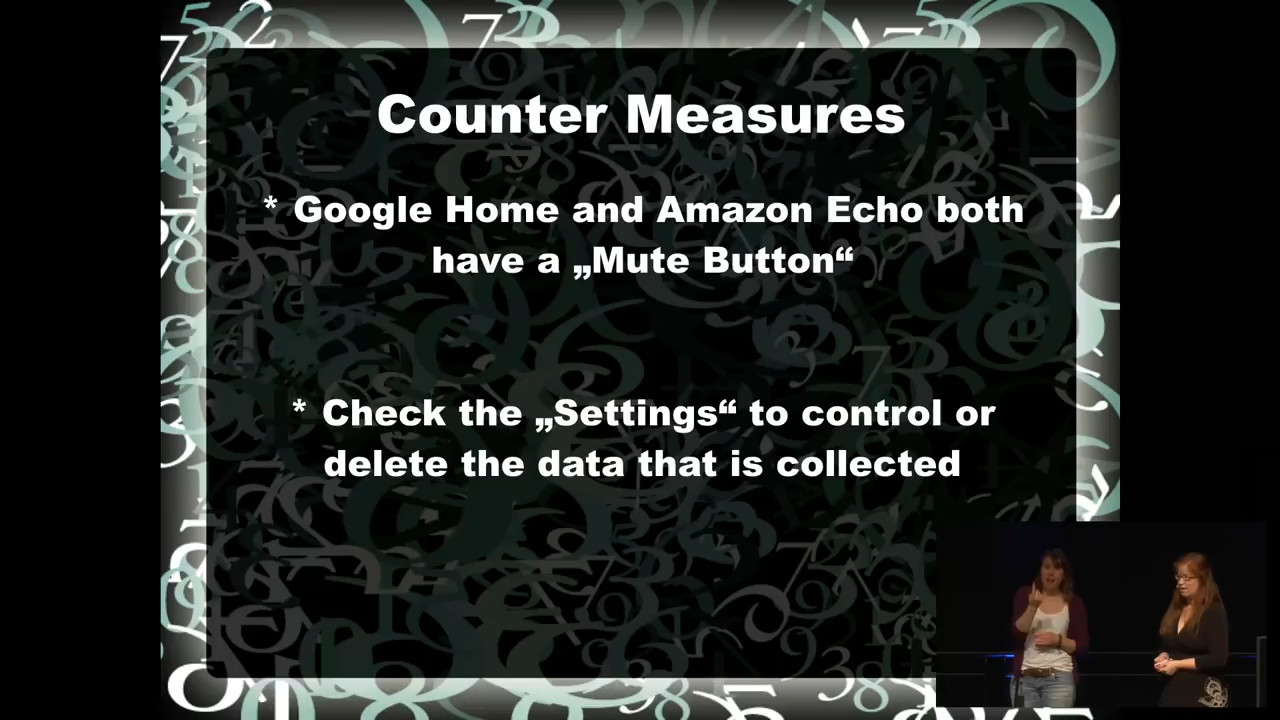 Counter Measures
* Google Home and Amazon Echo both
have a „Mute Button“
* Check the „Settings“ to control or
delete the data that is collected